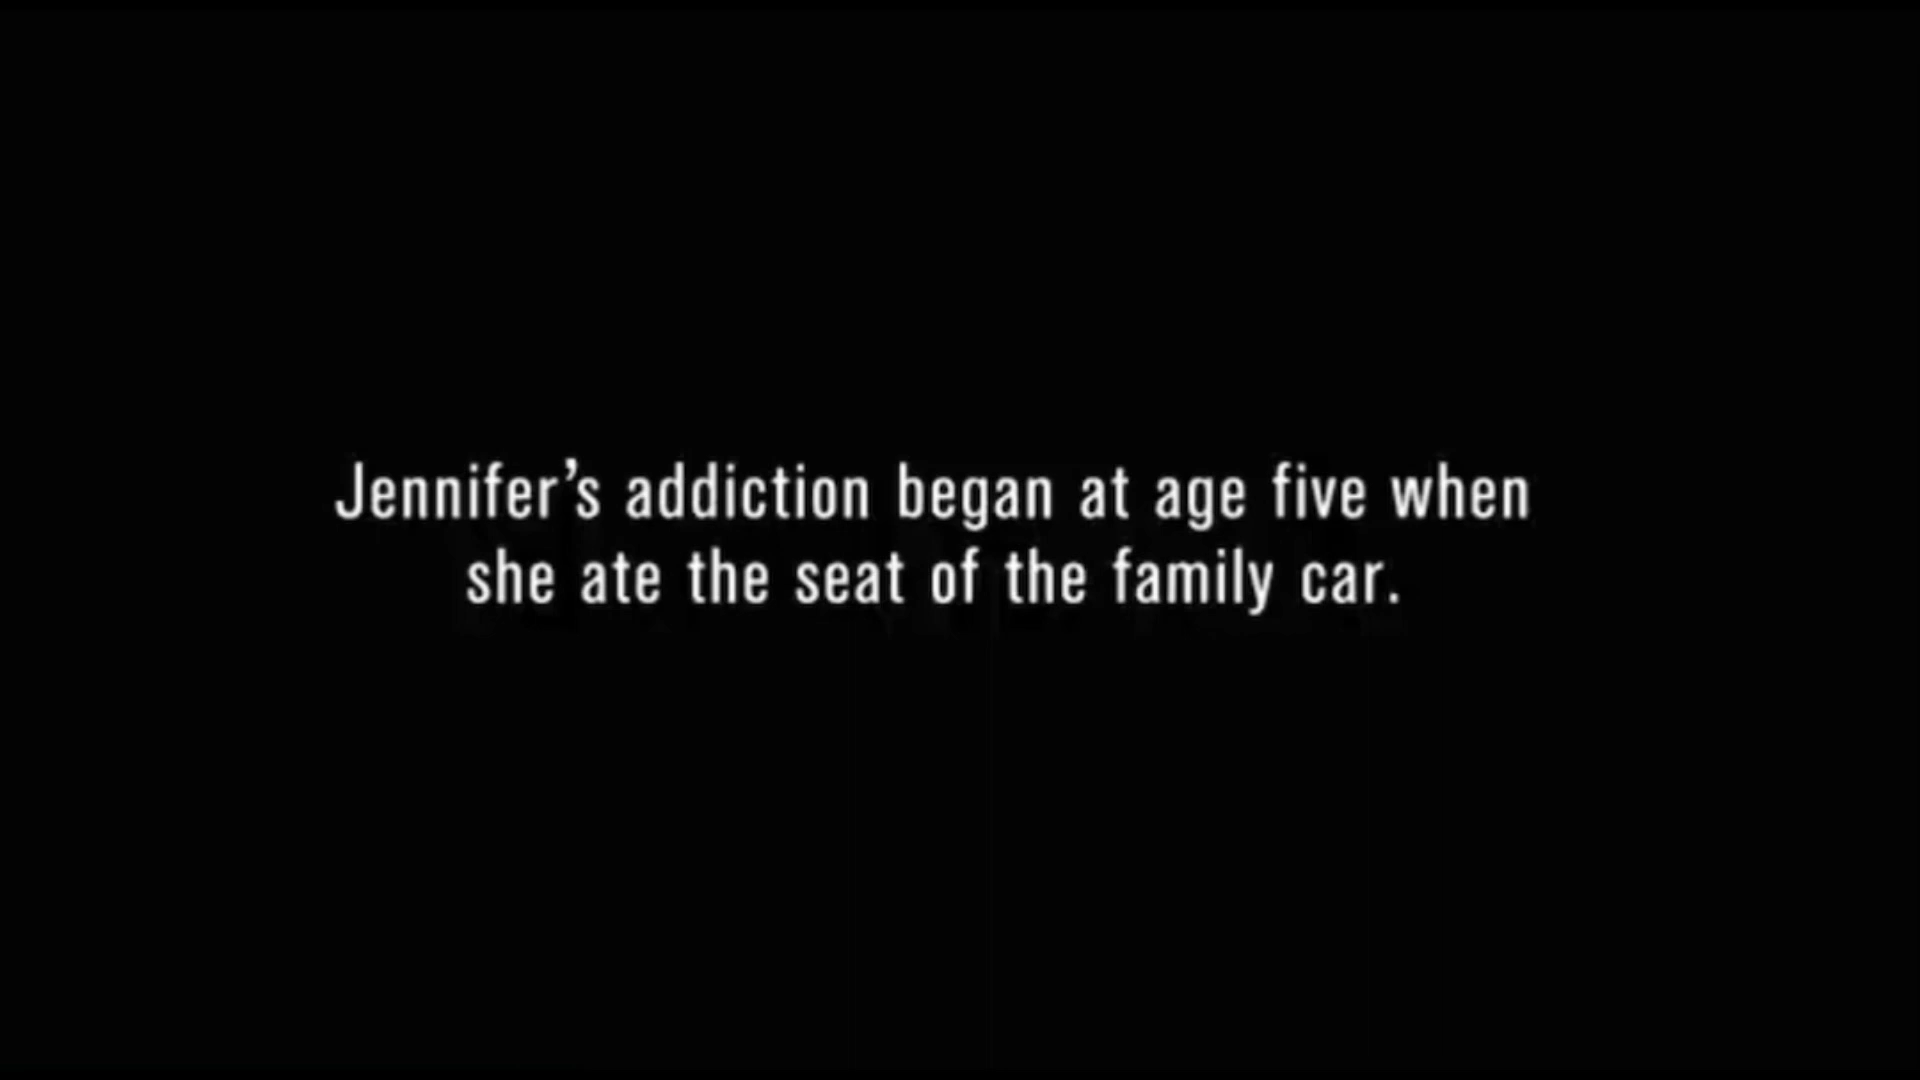 Jennifer’s addiction began at age five when
she ate the seat of the family car.